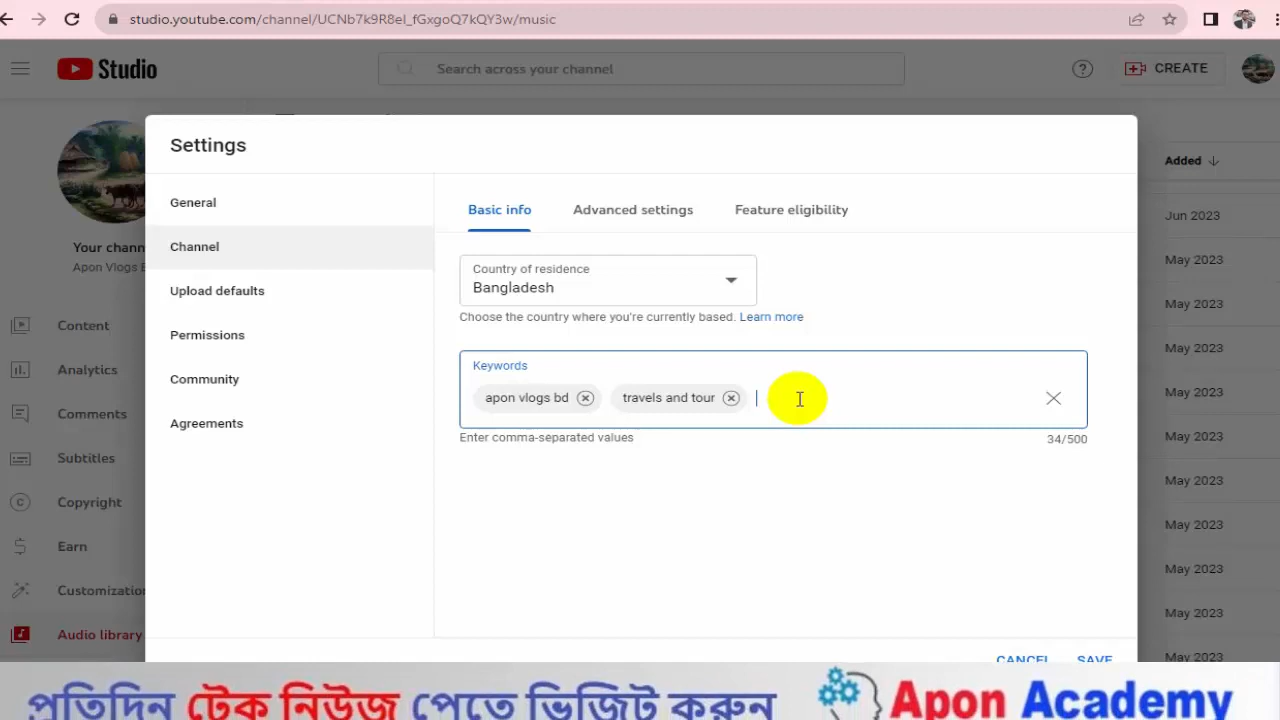 studio.youtube.com/channel/UCNb7k9R8el_fGxgoQ7kQY3w/music
Studio
Search across your channel
CREATE
Settings
Added
General
Basic info
Advanced settings
Feature eligibility
Jun 2023
Your chann
Channel
Apon Vlogs B
May 2023
Country of residence
Bangladesh
Upload defaults
May 2023
Choose the country where you're currently based. Learn more
Content
Permissions
May 2023
Keywords
Analytics
Community
apon vlogs bd
travels and tour
May 2023
Comments
Agreements
Enter comma-separated values
34/500
May 2023
Subtitles
May 2023
Copyright
May 2023
Earn
May 2023
Customizatio
May 2023
Audio library
CANCEL
SAVE
May 2023
প্রতিদিন টেক নিউজ পেতে ভিজিট করুন
Apon Academy